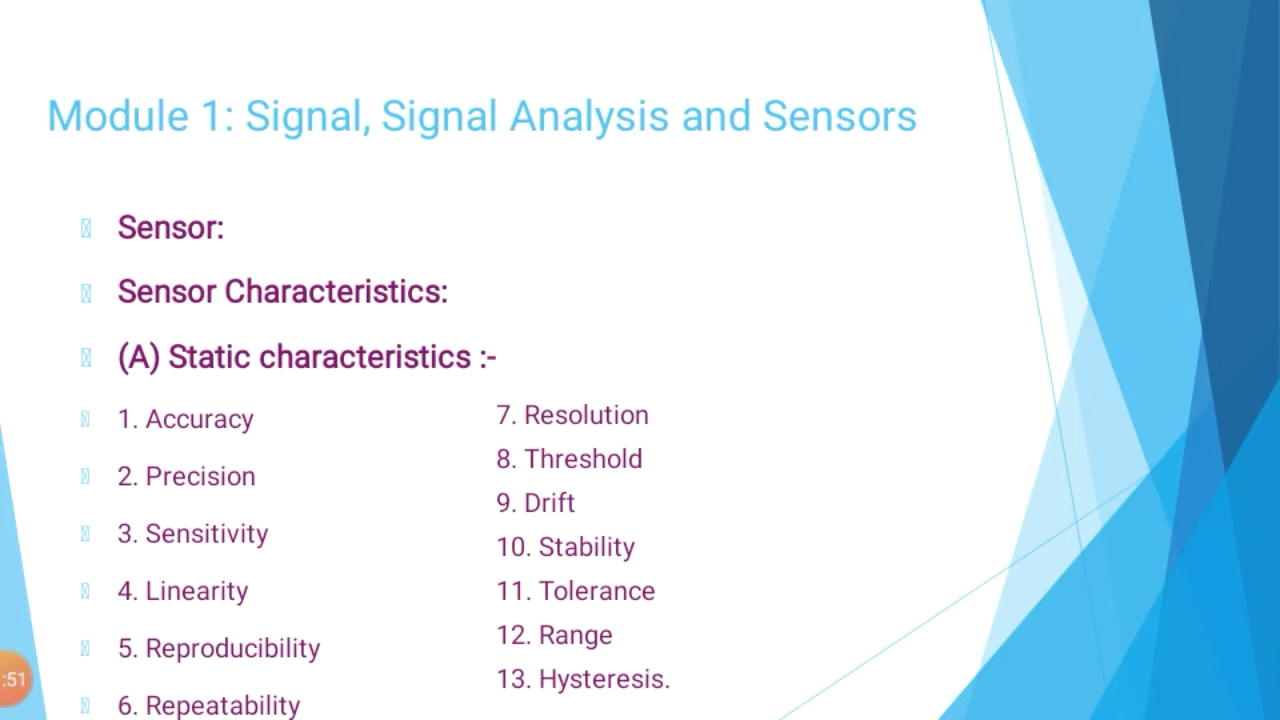 Module 1: Signal, Signal Analysis and Sensors
Sensor:
Sensor Characteristics:
(A) Static characteristics :-
1. Accuracy
2. Precision
3. Sensitivity
4. Linearity
5. Reproducibility
6. Repeatability
7. Resolution
8. Threshold
9. Drift
10. Stability
11. Tolerance
12. Range
13. Hysteresis.
:51